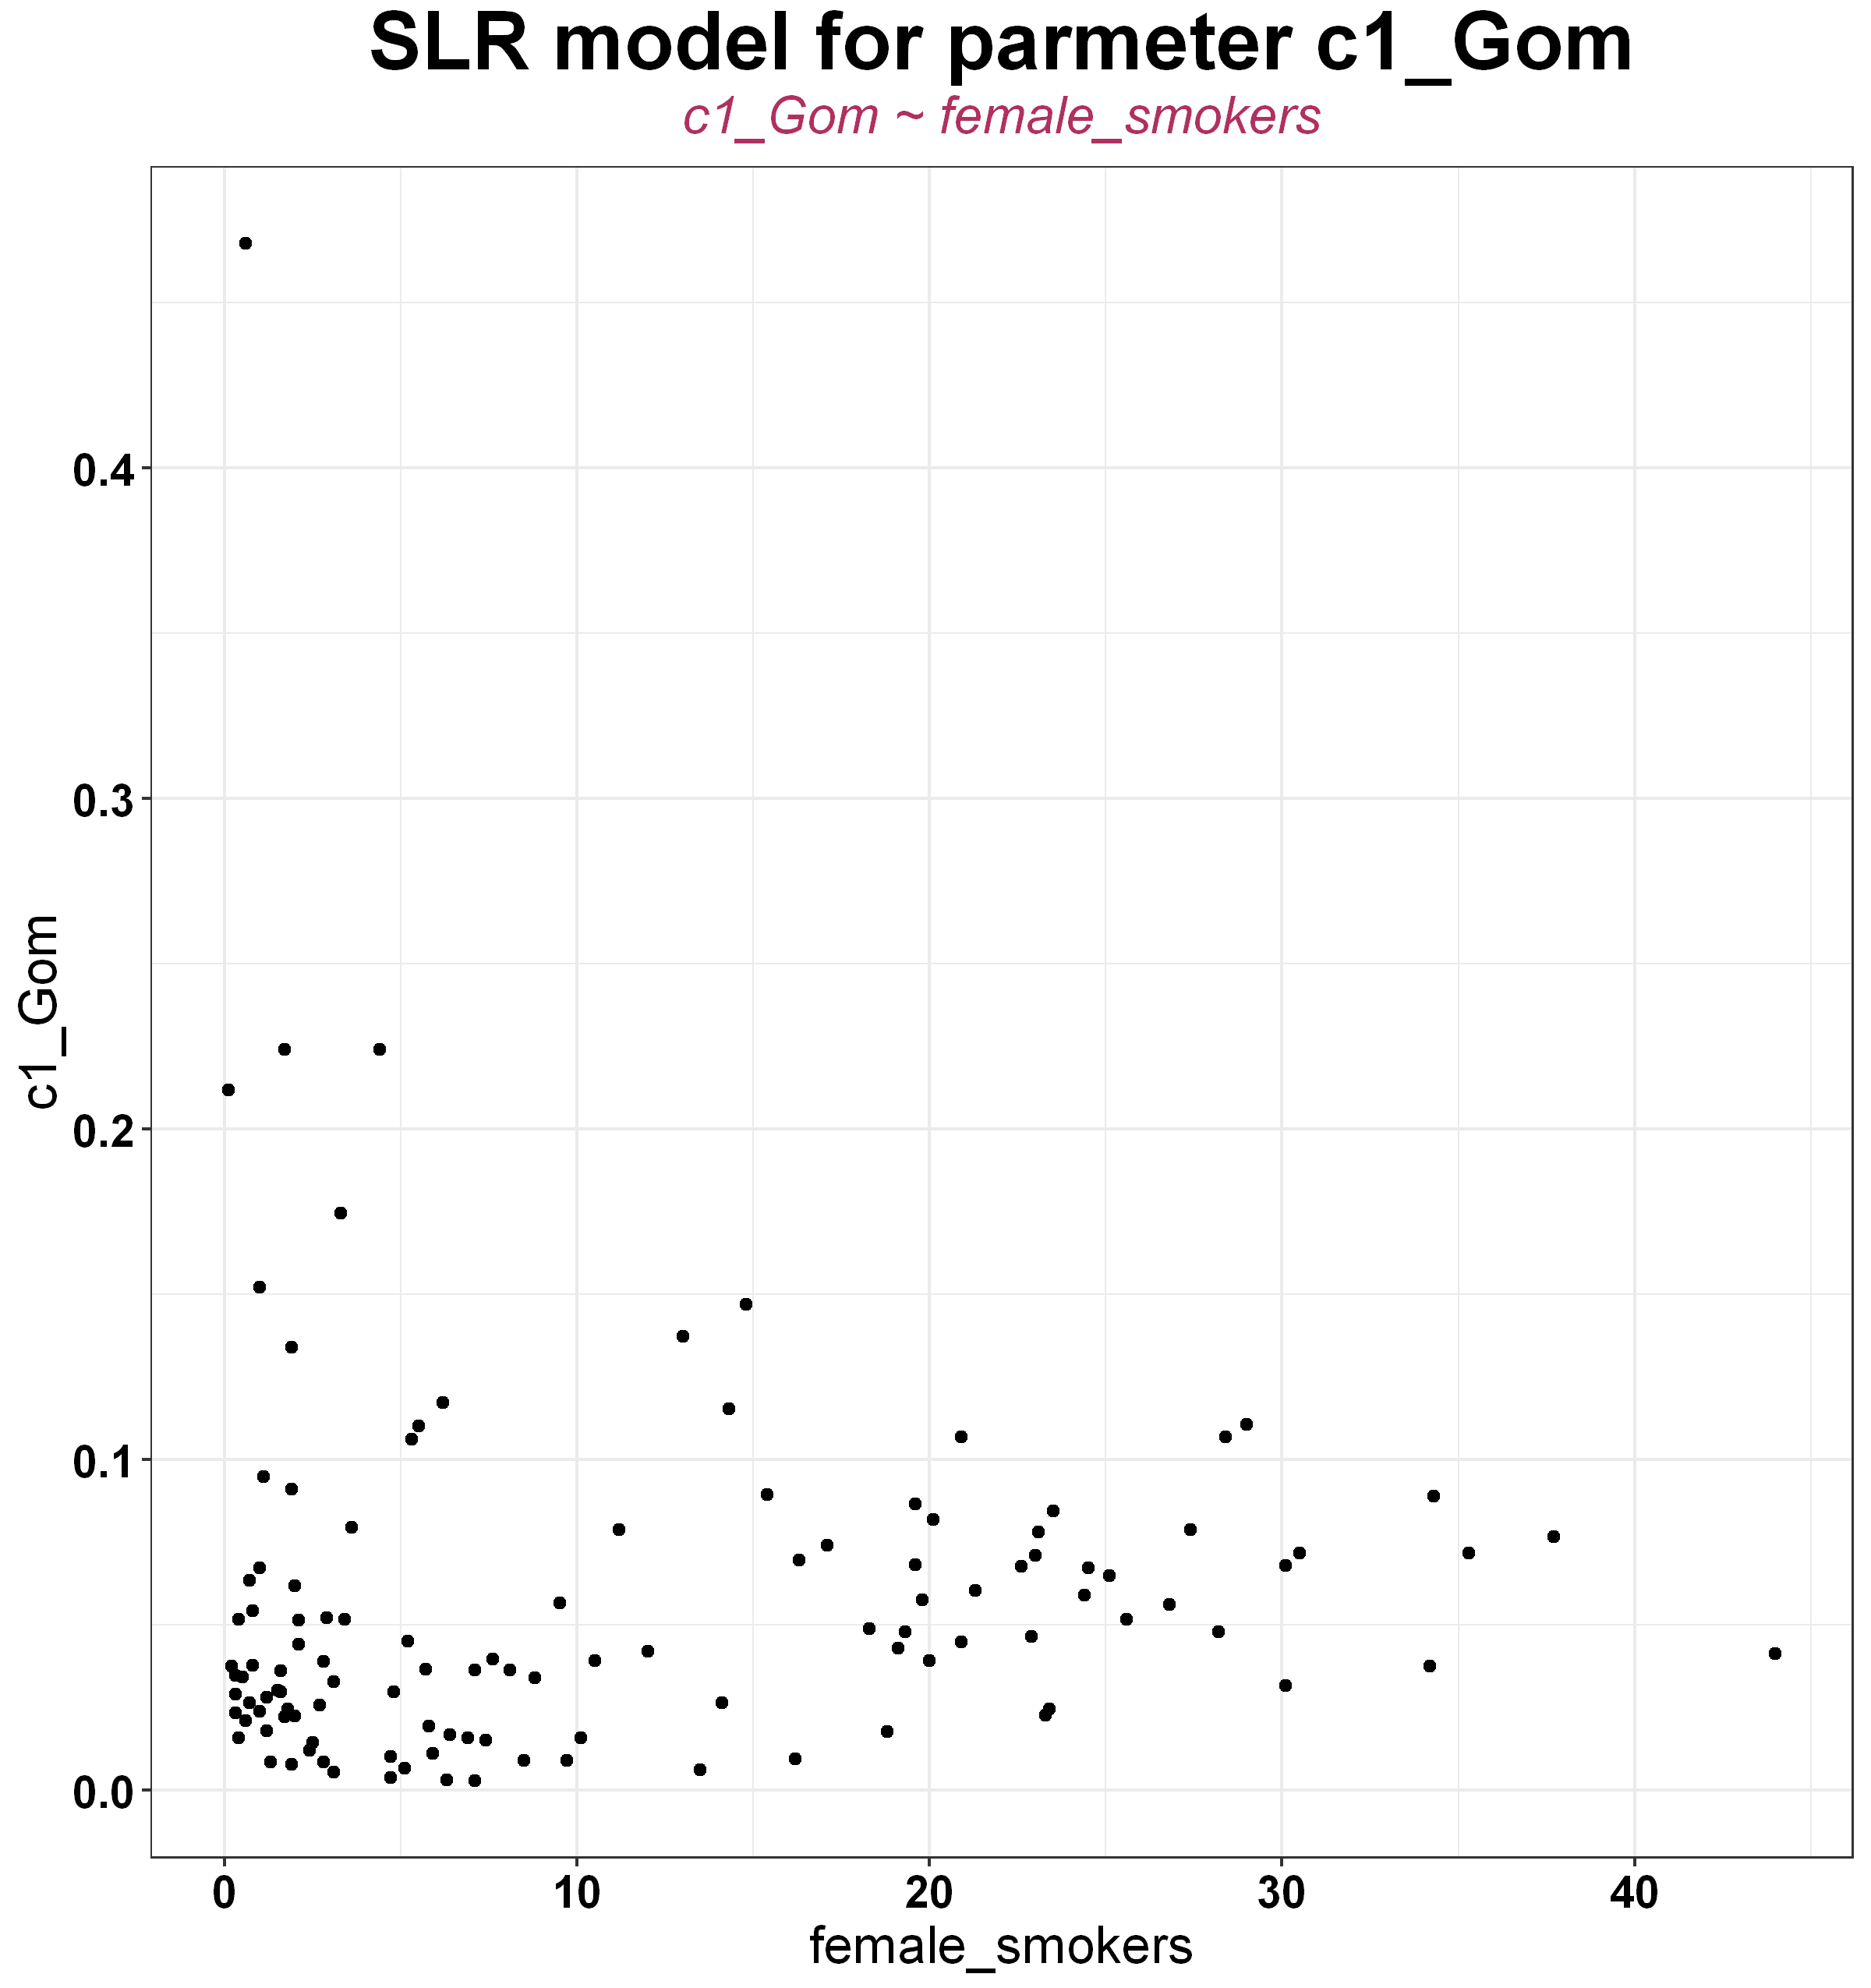 SLR model for parmeter c1_Gom
c1_Gom ~ female_smokers
c1_Gom
0.4
0.3
0.2
0.1
0.0
0 10 20 30 40
female_smokers